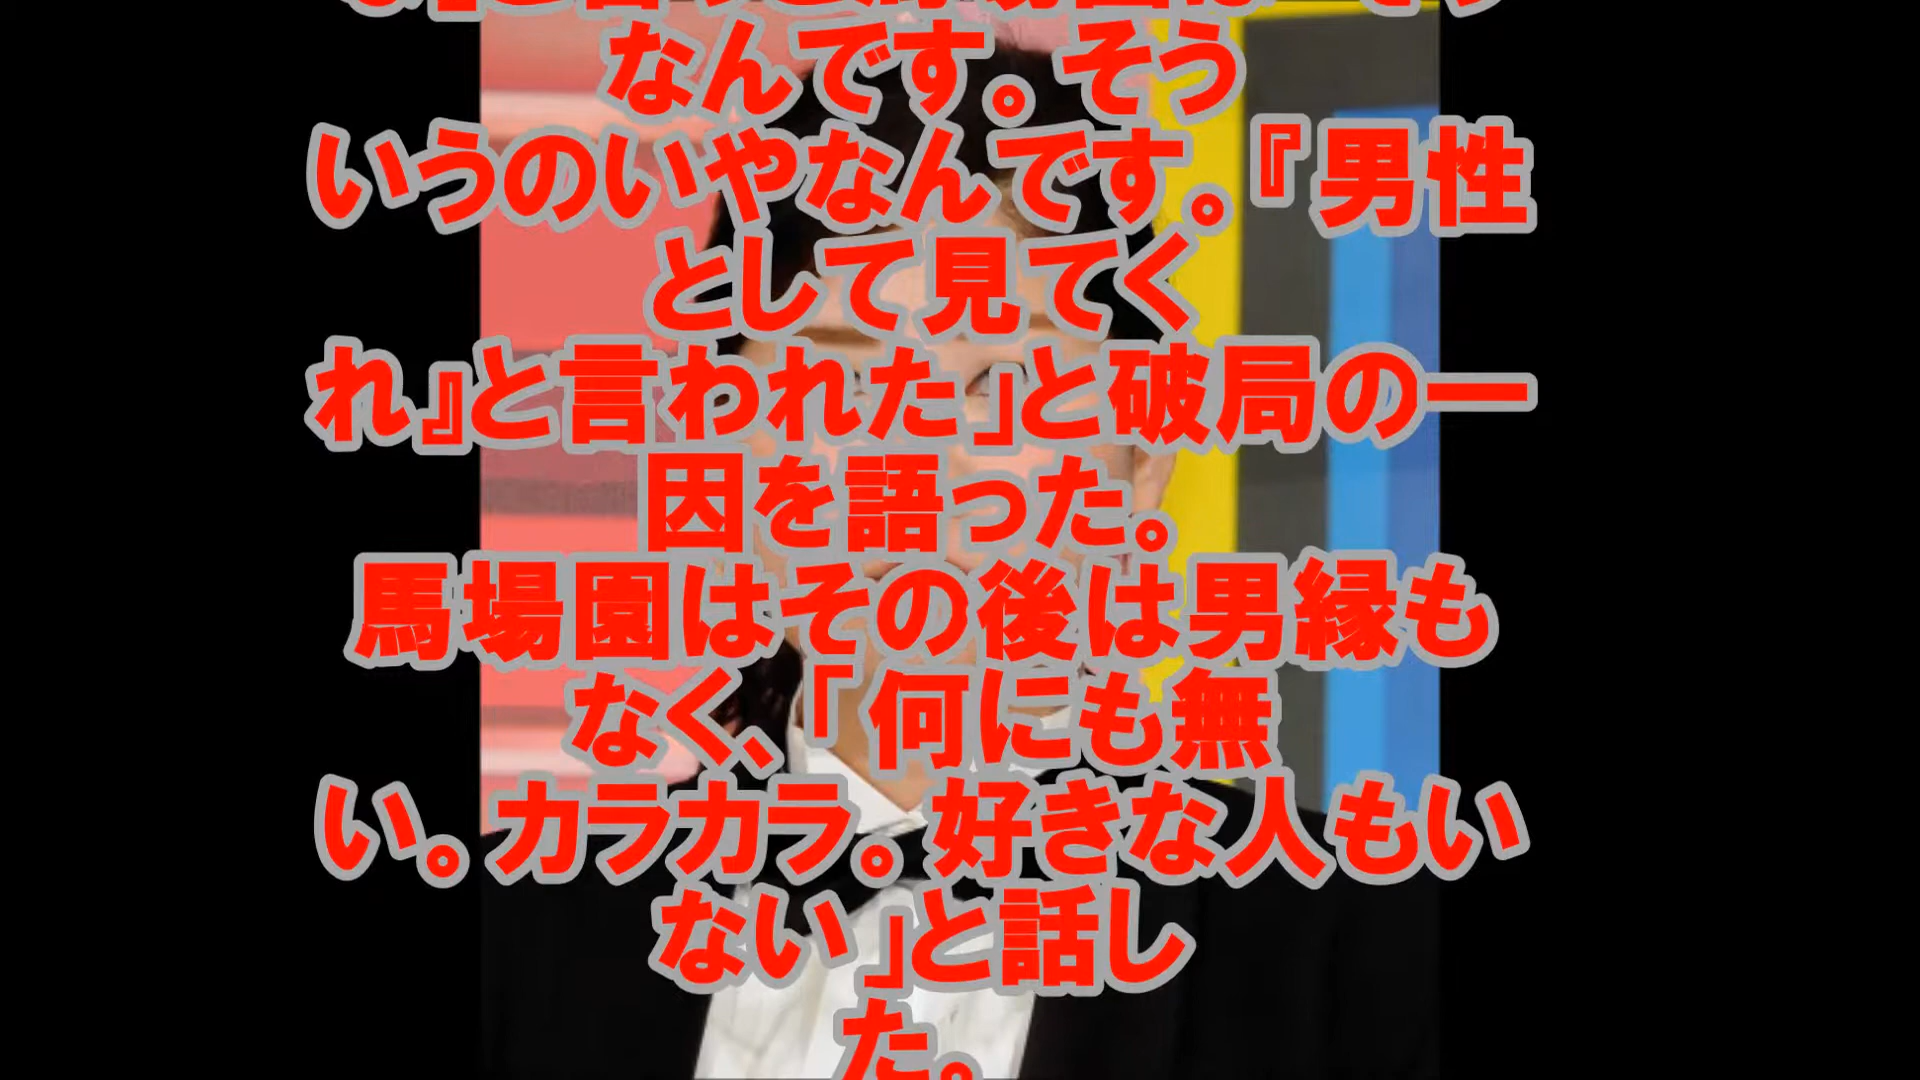 なんです。そう
いうのいやなんです。『男性
として見てく
れ』と言われた」と破局の一
因を語った。
馬場園はその後は男縁も
なく、「何にも無
い。カラカラ。好きな人もい
ない」と話し
た。